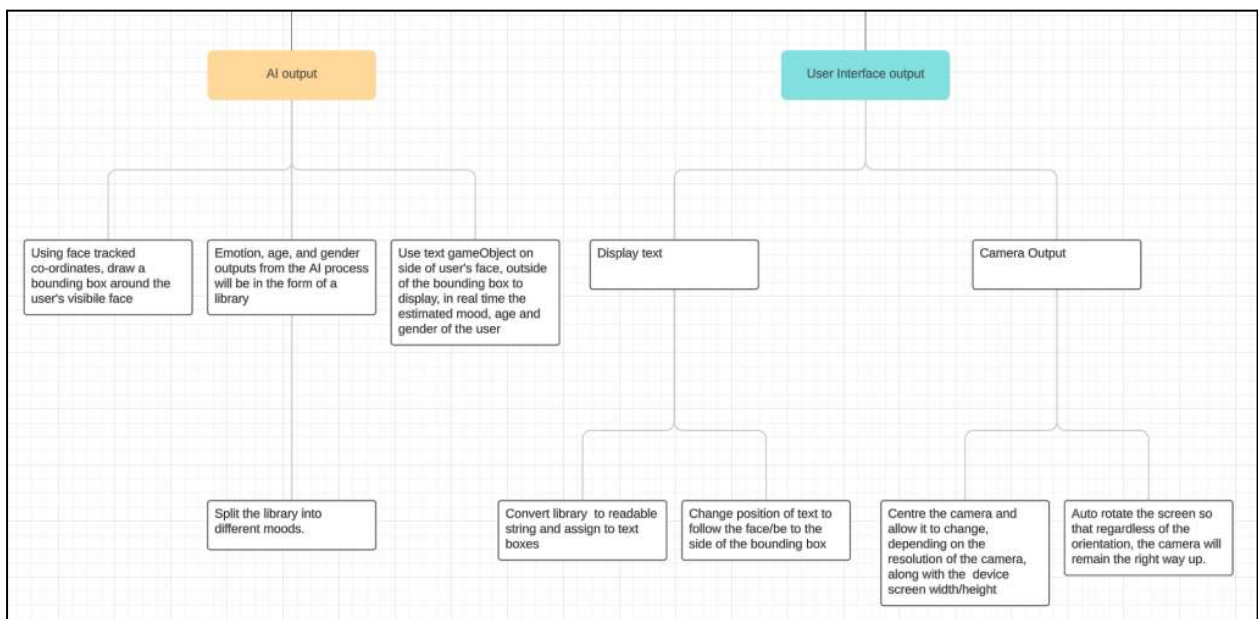 AI output
User Interface output
Using face tracked
co-ordinates, draw a
bounding box around the
user's visibile face
Emotion, age, and gender
outputs from the AI process
will be in the form of a
library
Use text gameObject on
side of user's face, outside
of the bounding box to
display, in real time the
estimated mood, age and
gender of the user
Display text
Camera Output
Split the library into
different moods.
Convert library to readable
string and assign to text
boxes
Change position of text to
follow the face/be to the
side of the bounding box
Centre the camera and
allow it to change,
depending on the
resolution of the camera,
along with the device
screen width/height
Auto rotate the screen so
that regardless of the
orientation, the camera will
remain the right way up.